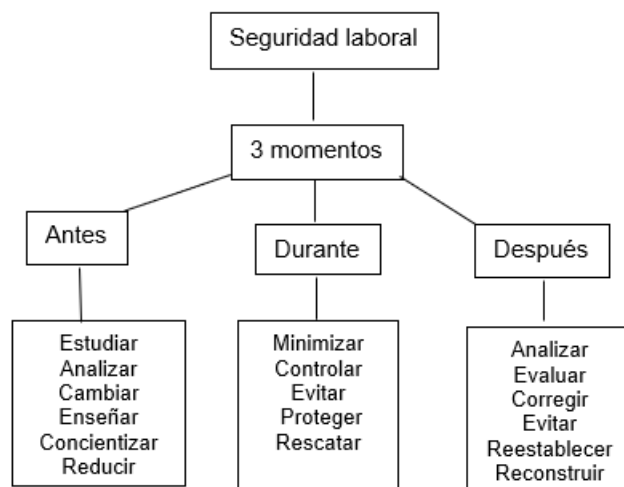 Seguridad laboral
3 momentos
Antes
Durante
Después
Estudiar
Analizar
Cambiar
Enseñar
Concientizar
Reducir
Minimizar
Controlar
Evitar
Proteger
Rescatar
Analizar
Evaluar
Corregir
Evitar
Reestablecer
Reconstruir